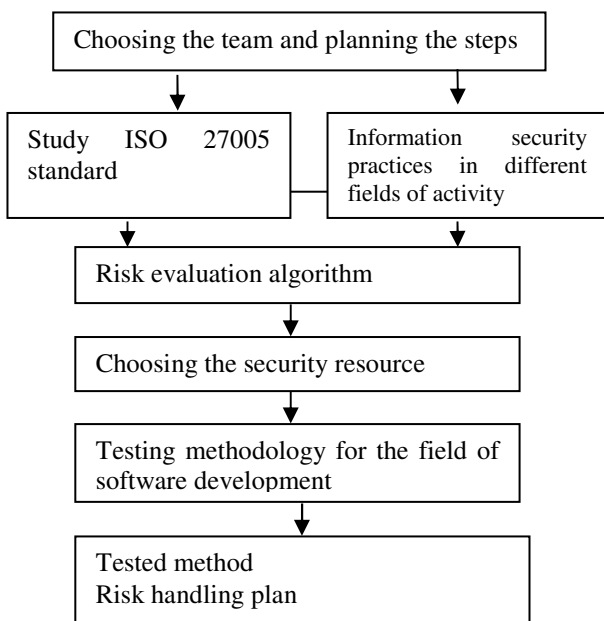 Choosing the team and planning the steps
Study ISO 27005
standard
Information security
practices in different
fields of activity
Risk evaluation algorithm
Choosing the security resource
Testing methodology for the field of
software development
Tested method
Risk handling plan